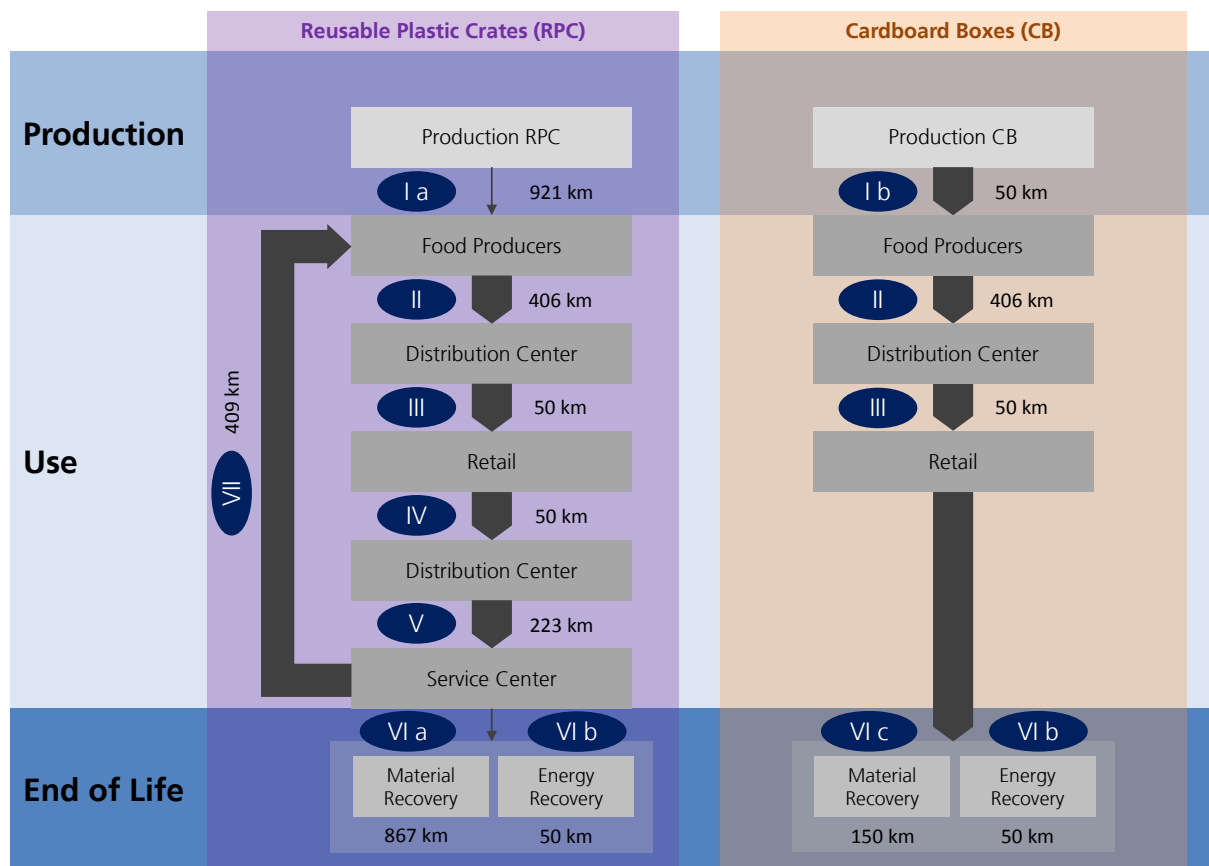 Reusable Plastic Crates (RPC)
Cardboard Boxes (CB)
Production
Production RPC
Production CB
I a
921 km
I b
50 km
Use
Food Producers
Food Producers
II
406 km
II
406 km
Distribution Center
Distribution Center
III
50 km
III
50 km
409 km
VII
Retail
Retail
IV
50 km
Distribution Center
V
223 km
Service Center
End of Life
VI a
VI b
VI c
VI b
Material
Recovery
Energy
Recovery
Material
Recovery
Energy
Recovery
867 km
50 km
150 km
50 km